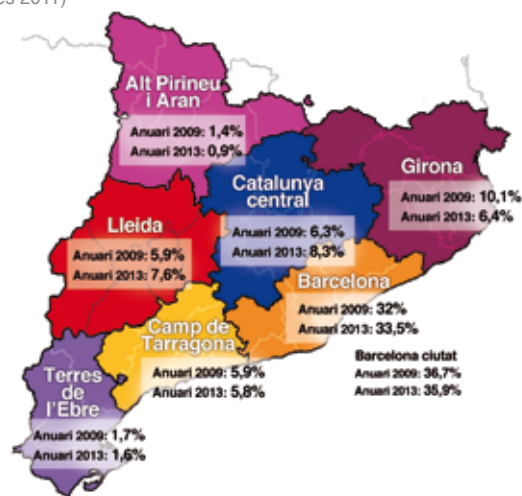 es 2011)
Alt Pirineu
i Aran
Anuari 2009: 1,4%
Anuari 2013: 0,9%
Girona
Anuari 2009: 10,1%
Anuari 2013: 6,4%
Catalunya
central
Anuari 2009: 6,3%
Anuari 2013: 8,3%
Lleida
Anuari 2009: 5,9%
Anuari 2013: 7,6%
Barcelona
Anuari 2009: 32%
Anuari 2013: 33,5%
Barcelona ciutat
Anuari 2009: 36,7%
Anuari 2013: 35,9%
Camp de
Tarragona
Anuari 2009: 5,9%
Anuari 2013: 5,8%
Terres
de
l'Ebre
Anuari 2009: 1,7%
Anuari 2013: 1,6%